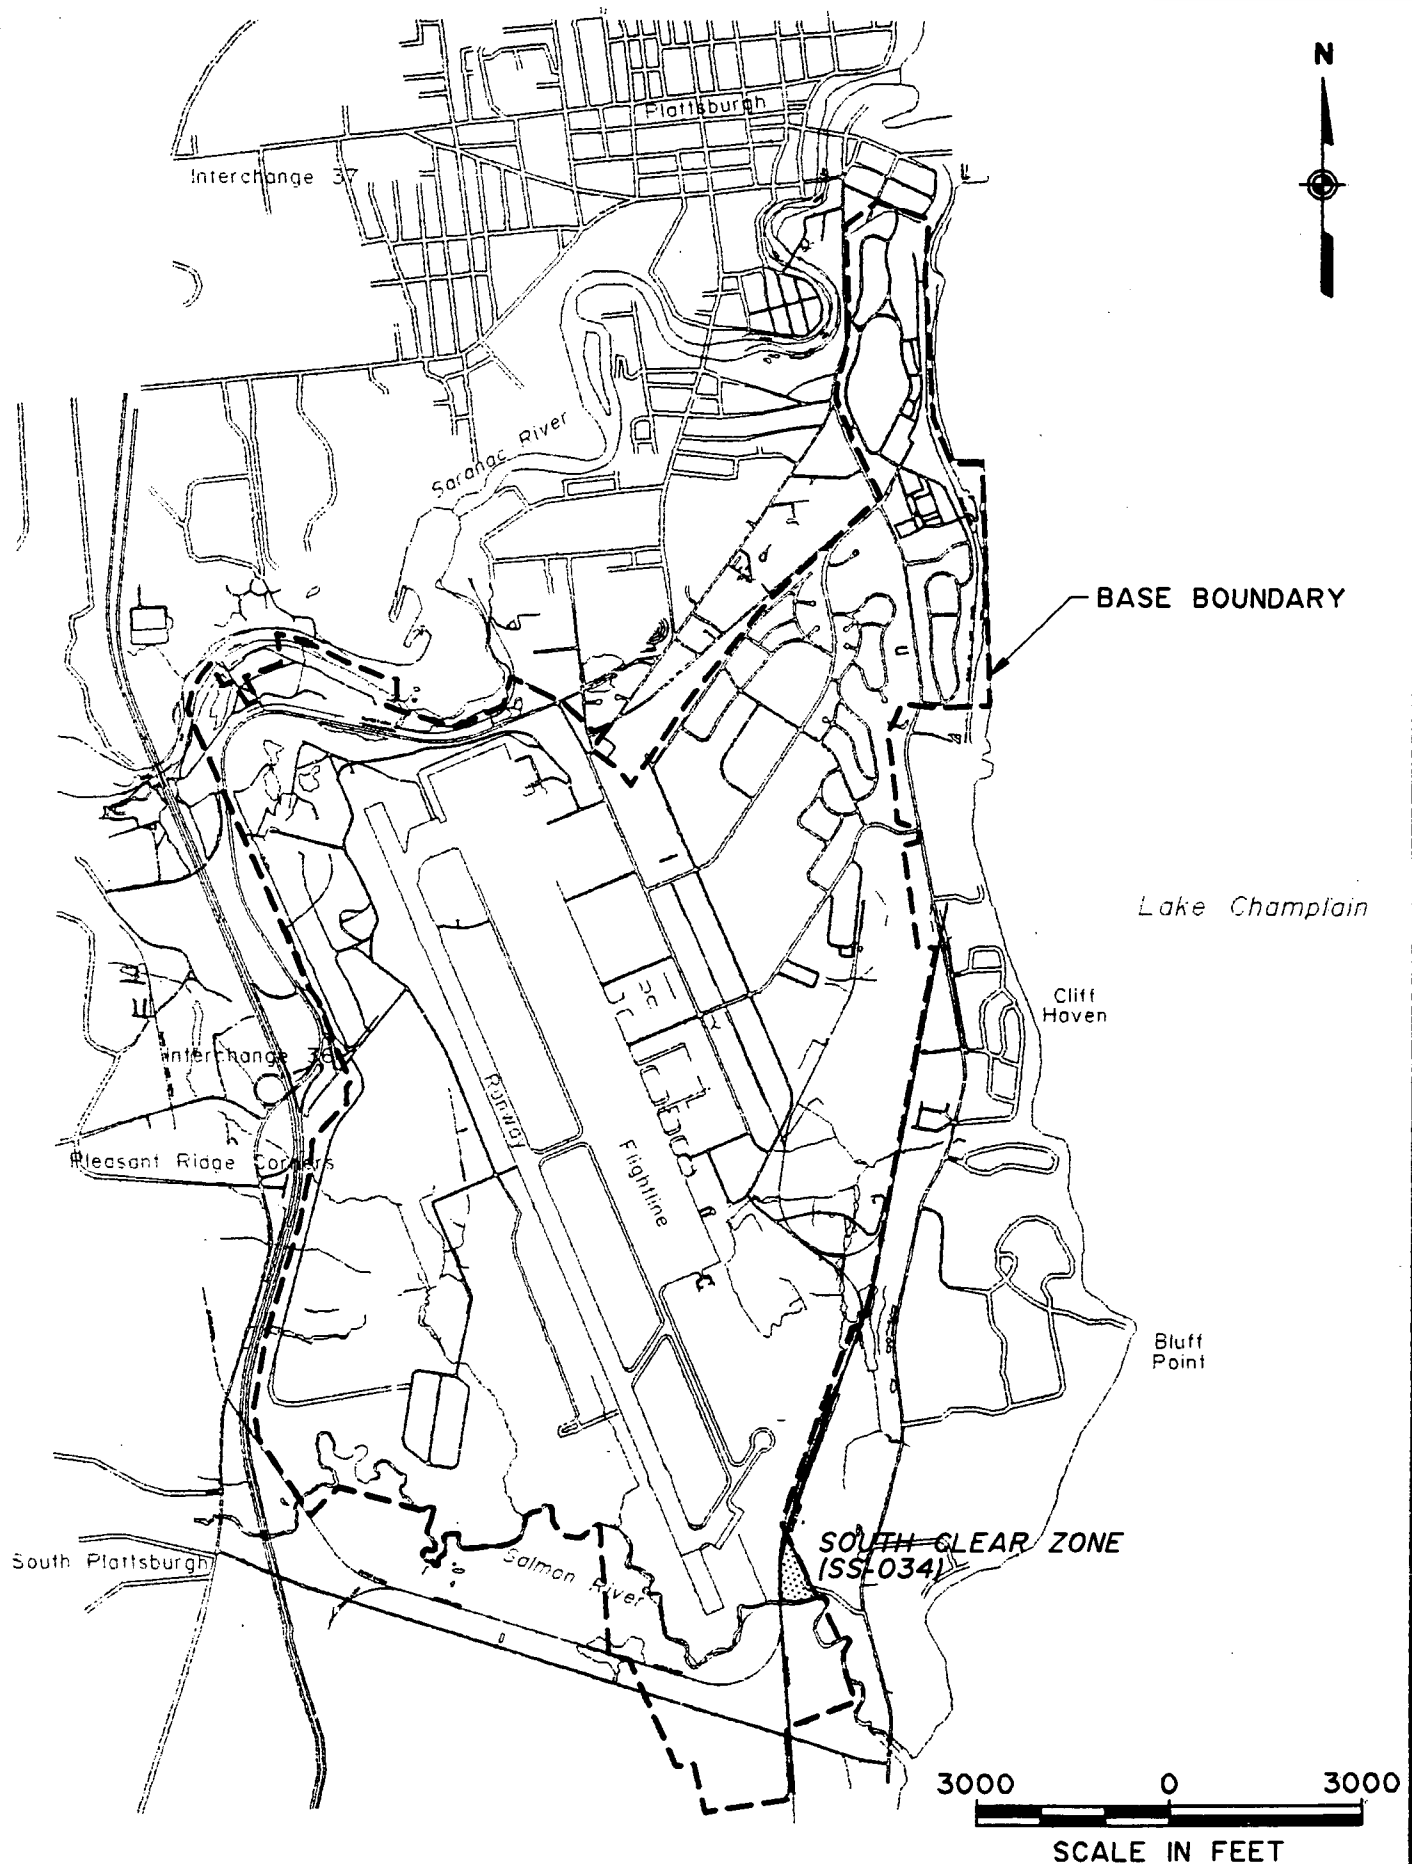 N
Plattsburgh
Interchange 37
Saranac River
BASE BOUNDARY
Lake Champlain
Cliff
Haven
Interchange 36
Runway
Pleasant Ridge Corners
Flightline
Bluff
Point
SOUTH CLEAR ZONE
(SS-034)
South Plattsburgh
Salmon River
3000 0 3000
SCALE IN FEET